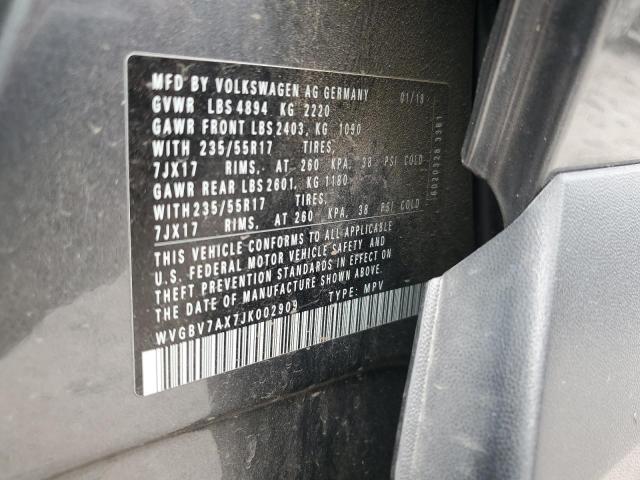 MFD BY VOLKSWAGEN AG GERMANY 01/18
GVWR LBS 4894 KG 2220
GAWR FRONT LBS 2403, KG 1090
WITH 235/55R17 TIRES,
7JX17 RIMS, AT 260 KPA, 38 PSI COLD
GAWR REAR LBS 2601, KG 1180
WITH 235/55R17 TIRES,
7JX17 RIMS, AT 260 KPA, 38 PSI COLD
THIS VEHICLE CONFORMS TO ALL APPLICABLE
U.S. FEDERAL MOTOR VEHICLE SAFETY AND
THEFT PREVENTION STANDARDS IN EFFECT ON
THE DATE OF MANUFACTURE SHOWN ABOVE.
WVGBV7AX7JK002909 TYPE: MPV